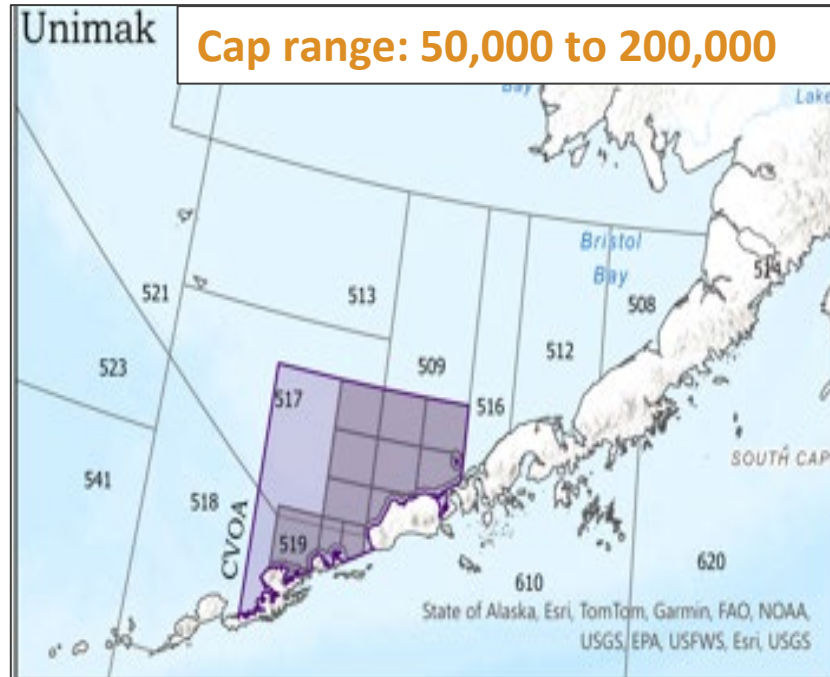 Unimak
Cap range: 50,000 to 200,000
Bay
Lake
Bristol
Bay
514
521
513
508
523
509
512
517
516
541
SOUTH CAP
518
CVOA
519
610
620
State of Alaska, Esri, TomTom, Garmin, FAO, NOAA,
USGS, EPA, USFWS, Esri, USGS